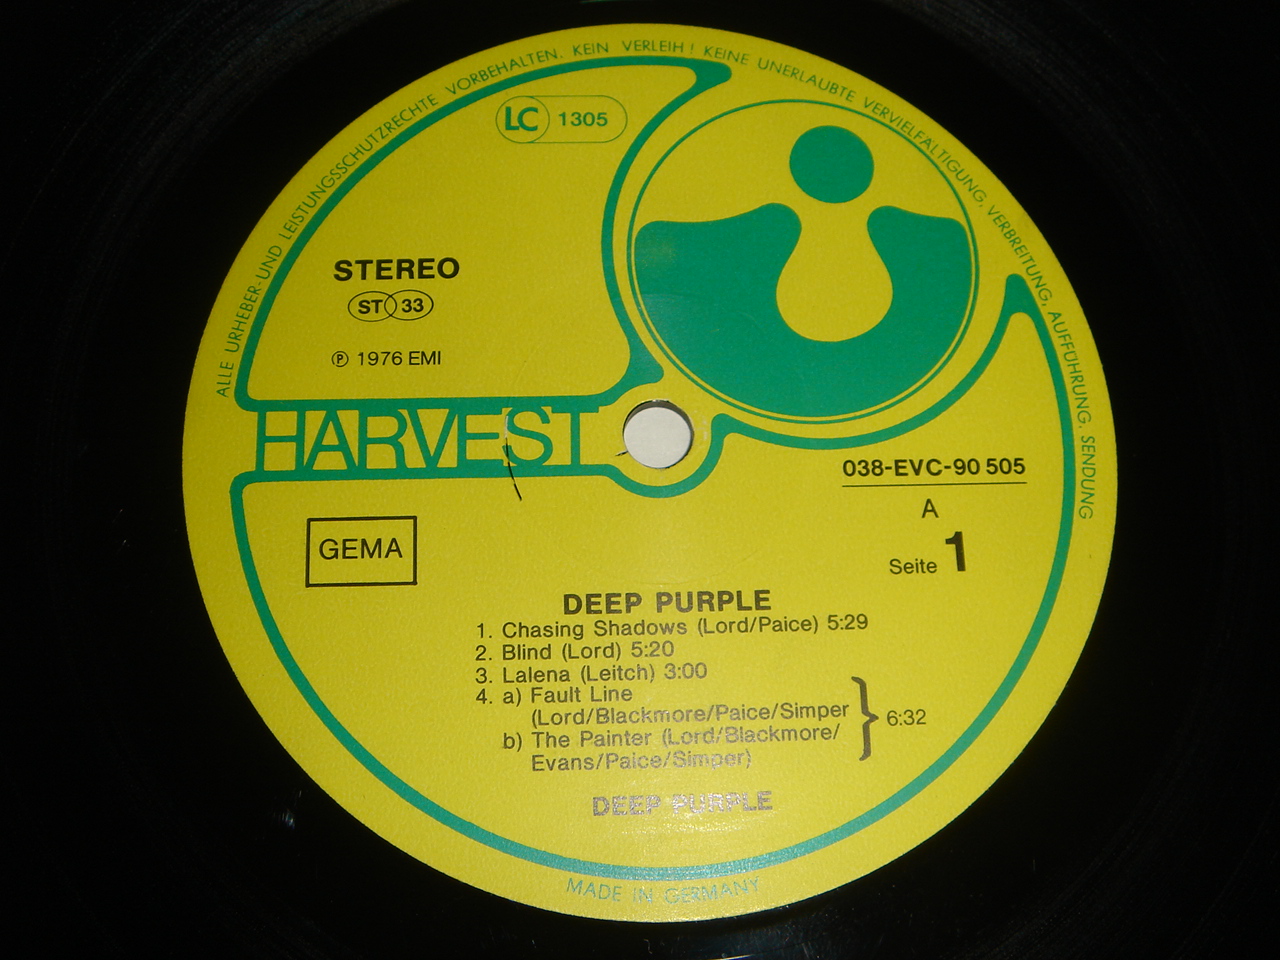 ALLE URHEBER- UND LEISTUNGSSCHUTZRECHTE VORBEHALTEN. KEIN VERLEIH! KEINE UNERLAUBTE VERVIELFÄLTIGUNG, VERBREITUNG, AUFFÜHRUNG, SENDUNG
LC 1305
STEREO
ST 33
℗ 1976 EMI
HARVEST
038-EVC-90 505
A
Seite 1
GEMA
DEEP PURPLE
1. Chasing Shadows (Lord/Paice) 5:29
2. Blind (Lord) 5:20
3. Lalena (Leitch) 3:00
4. a) Fault Line
(Lord/Blackmore/Paice/Simper
b) The Painter (Lord/Blackmore/
Evans/Paice/Simper)
} 6:32
DEEP PURPLE
MADE IN GERMANY